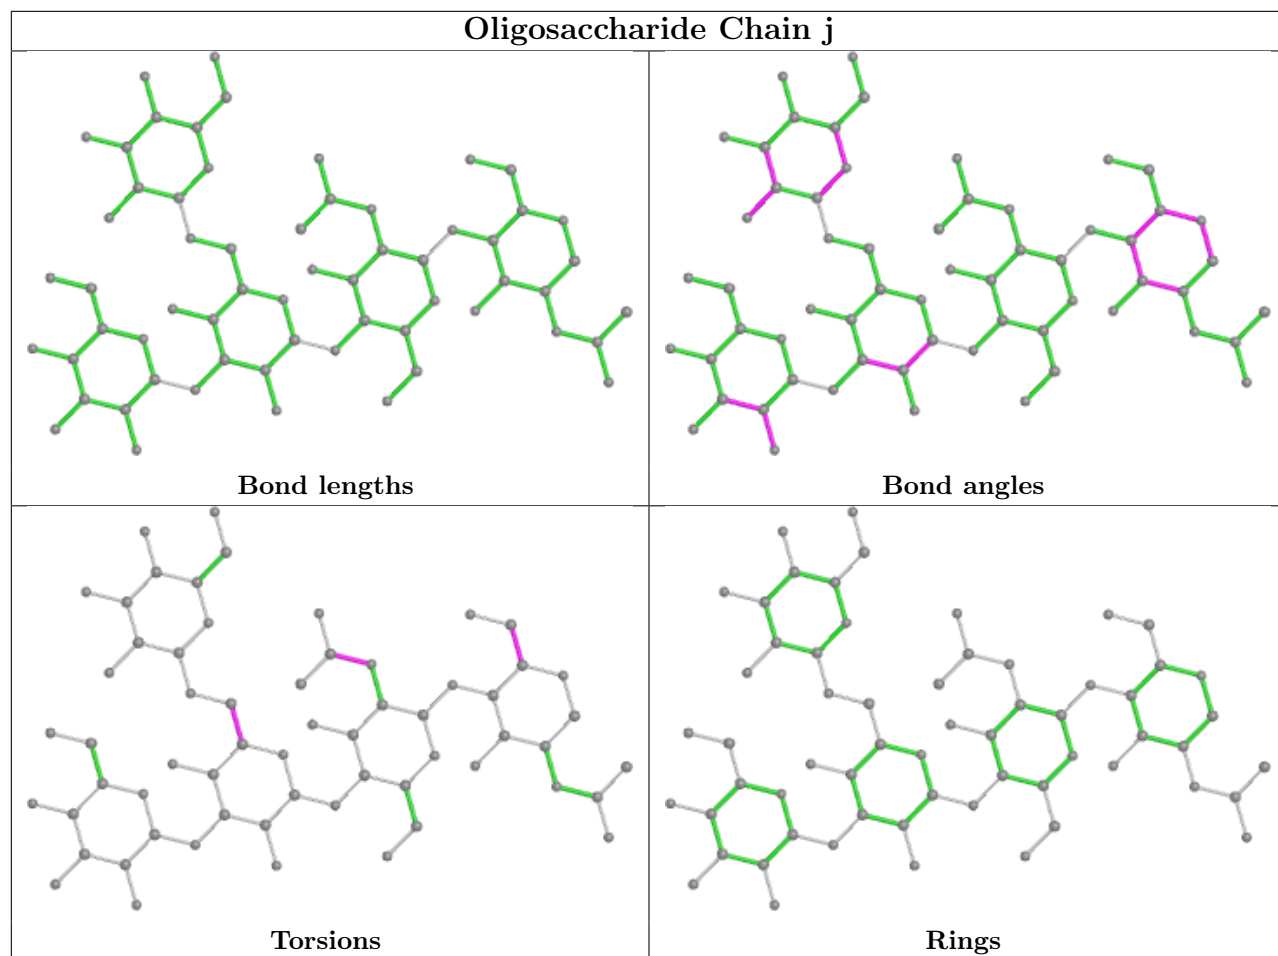 Oligosaccharide Chain j
Bond lengths
Bond angles
Torsions
Rings